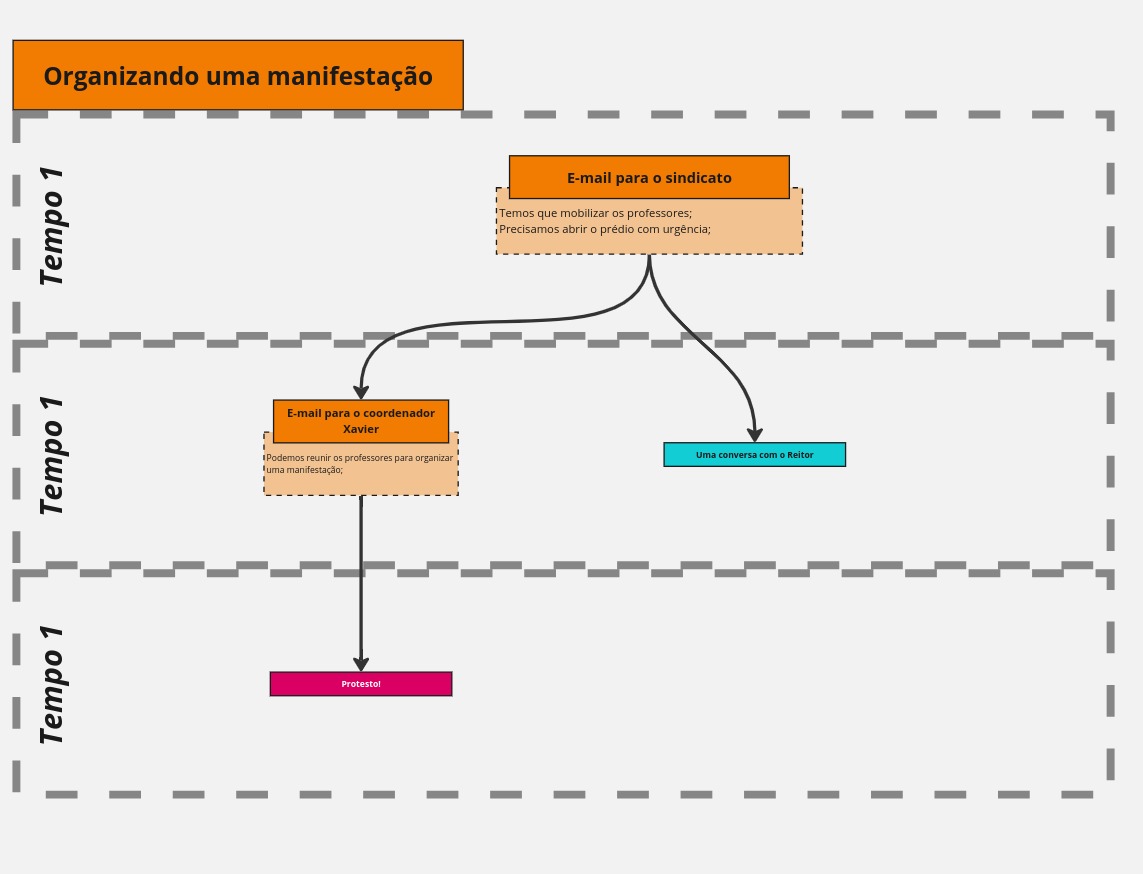 Organizando uma manifestação
Tempo 1
E-mail para o sindicato
Temos que mobilizar os professores;
Precisamos abrir o prédio com urgência;
Tempo 1
E-mail para o coordenador
Xavier
Podemos reunir os professores para organizar
uma manifestação;
Uma conversa com o Reitor
Tempo 1
Protesto!